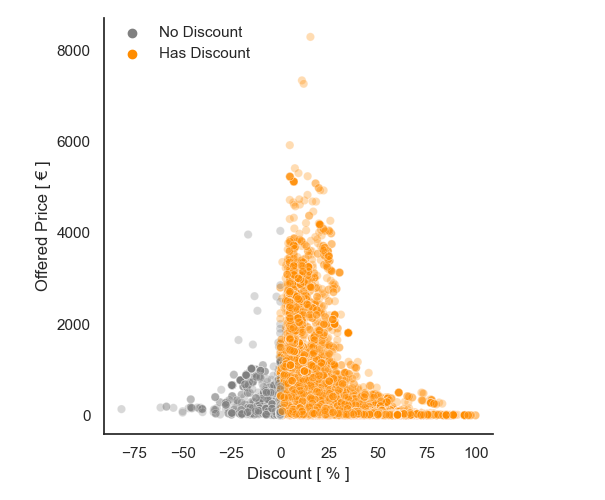 No Discount
Has Discount
8000
6000
4000
2000
0
Offered Price [ € ]
−75 −50 −25 0 25 50 75 100
Discount [ % ]